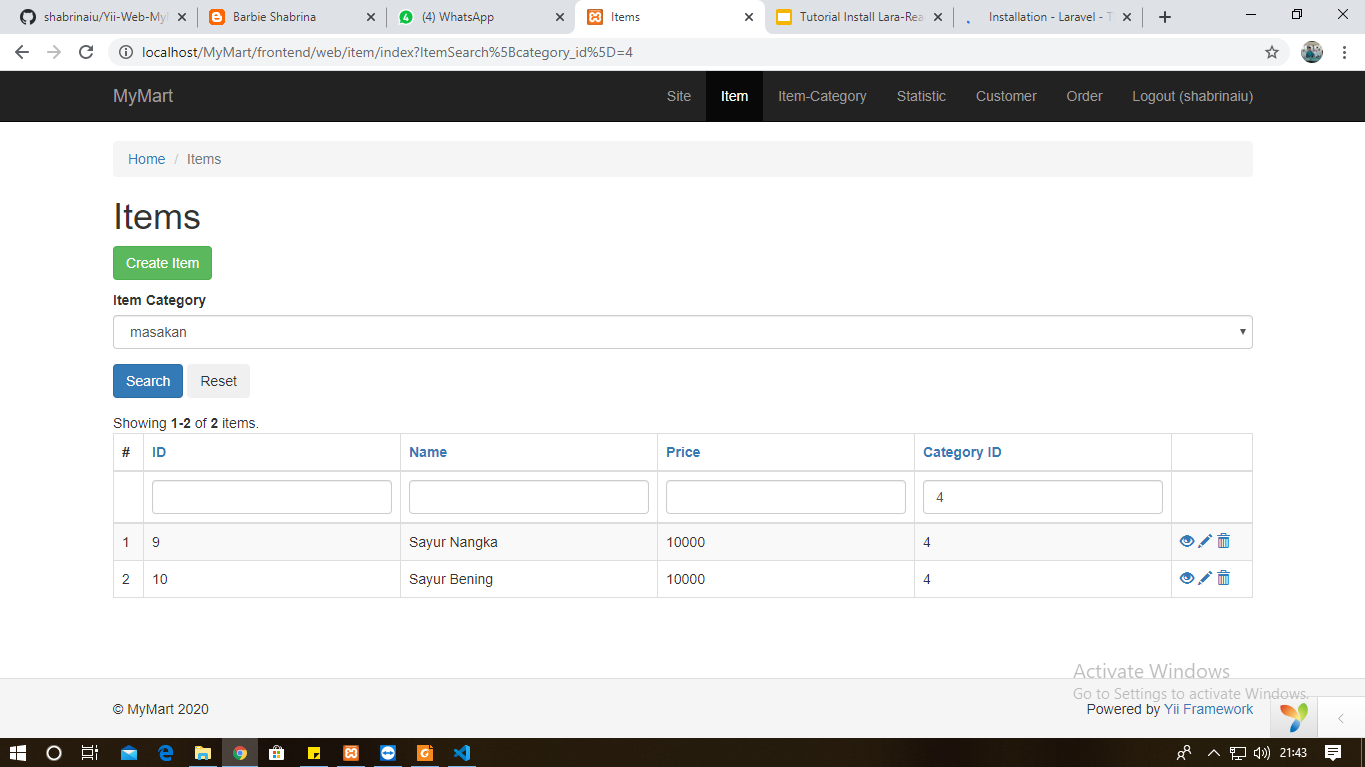 shabrinaiu/Yii-Web-My
Barbie Shabrina
(4) WhatsApp
Items
Tutorial Install Lara-Rea
Installation - Laravel - T
localhost/MyMart/frontend/web/item/index?ItemSearch%5Bcategory_id%5D=4
MyMart
Site
Item
Item-Category
Statistic
Customer
Order
Logout (shabrinaiu)
Home / Items
Items
Create Item
Item Category
masakan
Search
Reset
Showing 1-2 of 2 items.
# ID Name Price Category ID
4
1 9 Sayur Nangka 10000 4
2 10 Sayur Bening 10000 4
Activate Windows
Go to Settings to activate Windows.
© MyMart 2020
Powered by Yii Framework
21:43